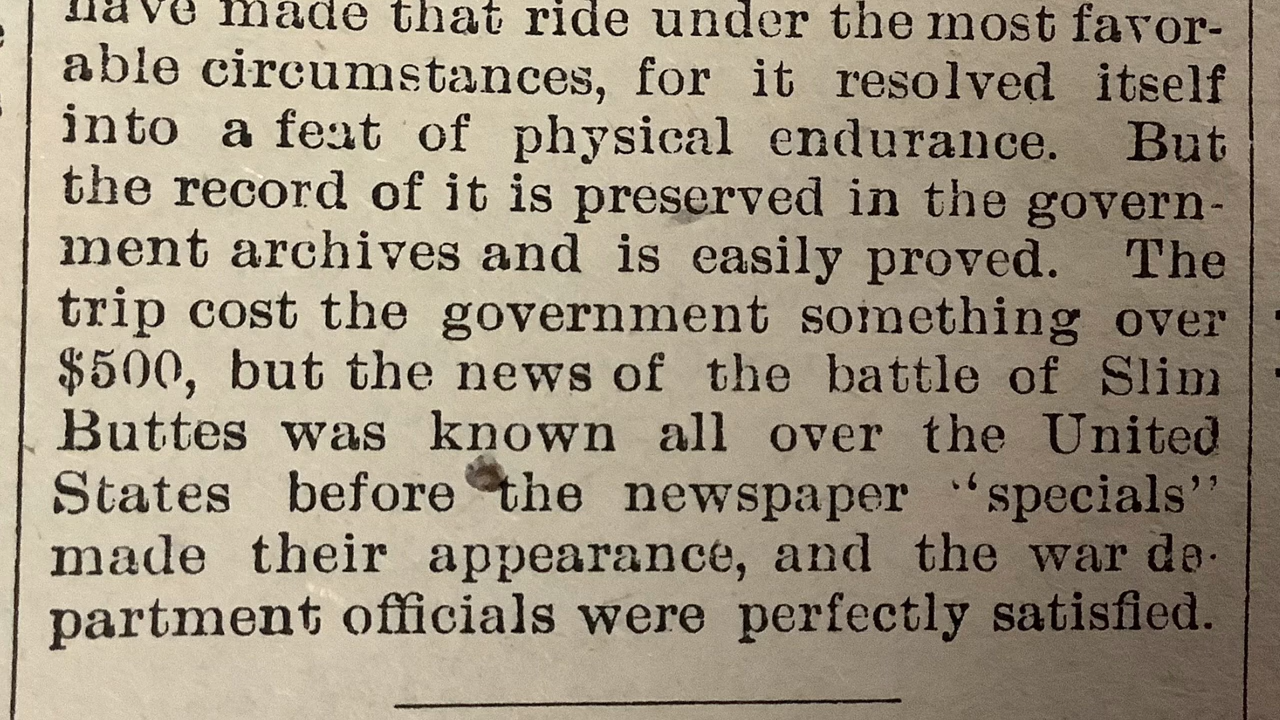 have made that ride under the most favor-
able circumstances, for it resolved itself
into a feat of physical endurance. But
the record of it is preserved in the govern-
ment archives and is easily proved. The
trip cost the government something over
$500, but the news of the battle of Slim
Buttes was known all over the United
States before the newspaper "specials"
made their appearance, and the war de-
partment officials were perfectly satisfied.